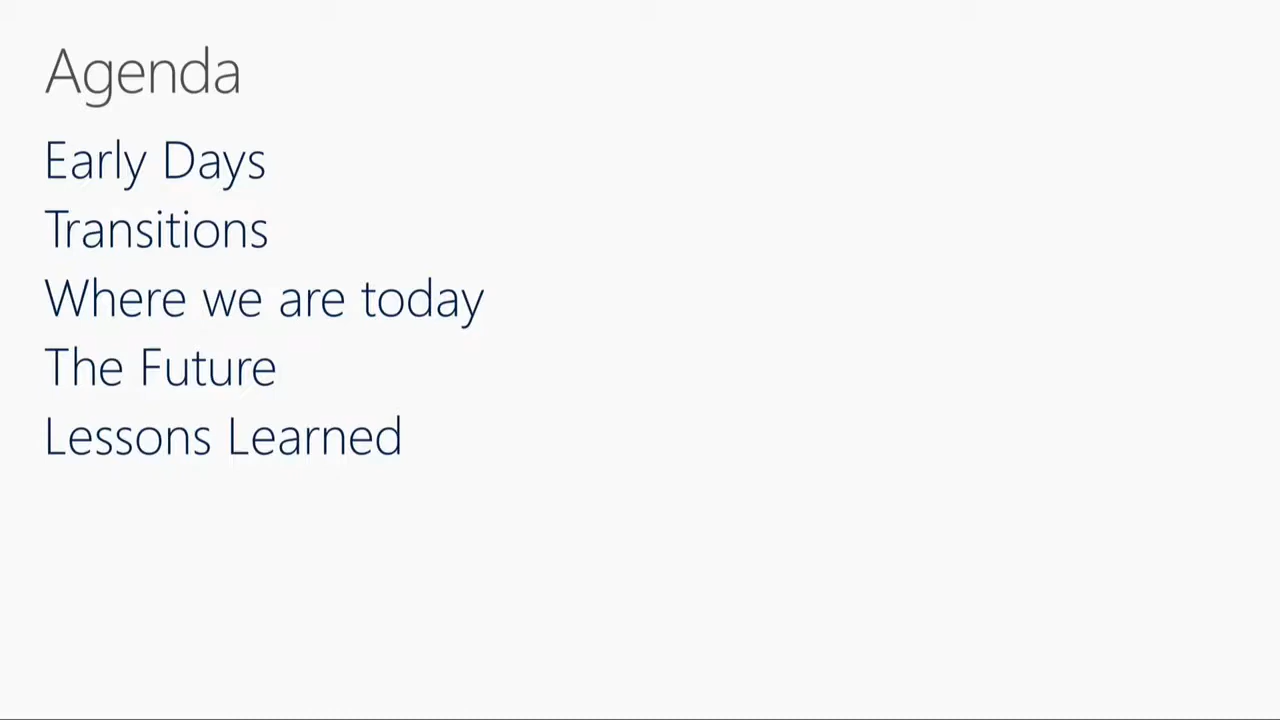 Agenda
Early Days
Transitions
Where we are today
The Future
Lessons Learned